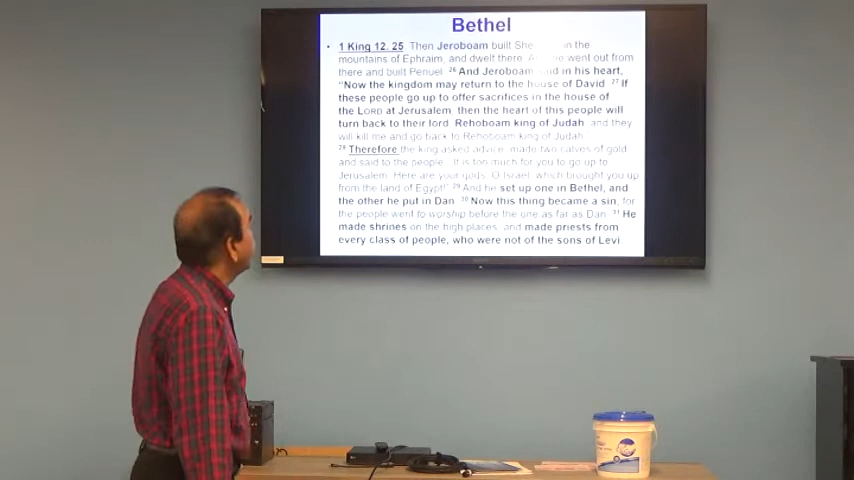 Bethel
• 1 King 12. 25 Then Jeroboam built She in the
mountains of Ephraim, and dwelt there. he went out from
there and built Penuel. 26 And Jeroboam said in his heart,
"Now the kingdom may return to the house of David: 27 If
these people go up to offer sacrifices in the house of
the LORD at Jerusalem, then the heart of this people will
turn back to their lord, Rehoboam king of Judah, and they
will kill me and go back to Rehoboam king of Judah.
28 Therefore the king asked advice, made two calves of gold
and said to the people, It is too much for you to go up to
Jerusalem. Here are your gods, O Israel, which brought you up
from the land of Egypt!" 29 And he set up one in Bethel, and
the other he put in Dan. 30 Now this thing became a sin, for
the people went to worship before the one as far as Dan. 31 He
made shrines on the high places, and made priests from
every class of people, who were not of the sons of Levi